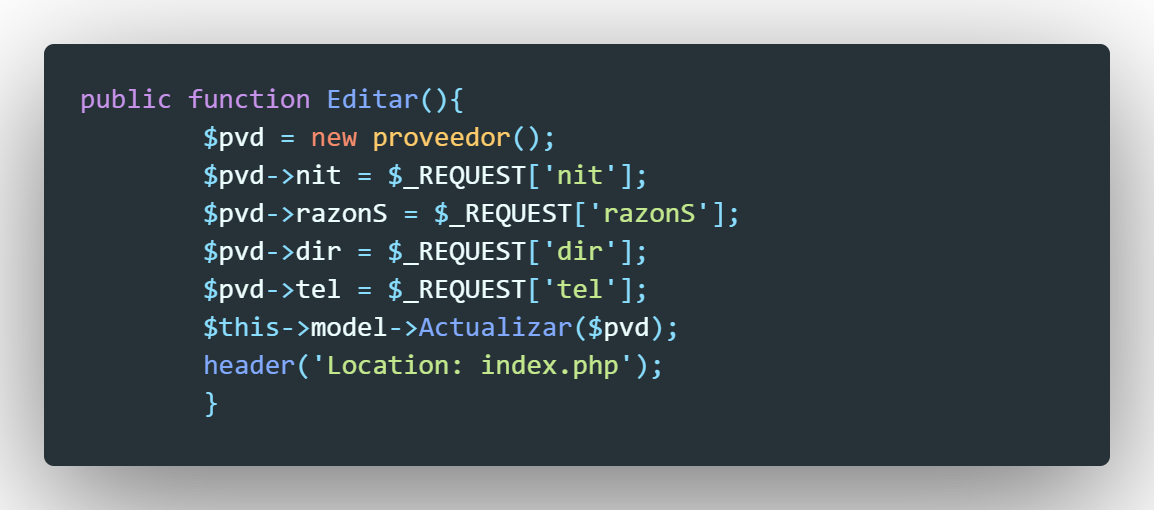 public function Editar(){
$pvd = new proveedor();
$pvd->nit = $_REQUEST['nit'];
$pvd->razonS = $_REQUEST['razonS'];
$pvd->dir = $_REQUEST['dir'];
$pvd->tel = $_REQUEST['tel'];
$this->model->Actualizar($pvd);
header('Location: index.php');
}